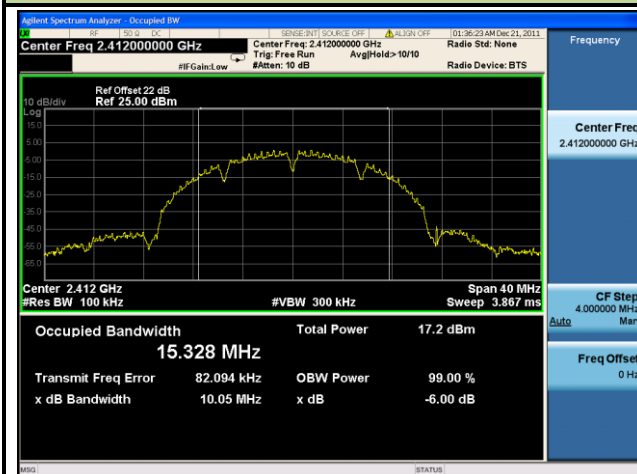 Agilent Spectrum Analyzer - Occupied BW
LXI RF 50 Ω DC SENSE:INT SOURCE OFF ALIGN OFF 01:36:23 AM Dec 21, 2011
Center Freq 2.412000000 GHz
Center Freq: 2.412000000 GHz
Radio Std: None
Trig: Free Run Avg|Hold:>10/10
#IFGain:Low #Atten: 10 dB Radio Device: BTS
Frequency
Ref Offset 22 dB
10 dB/div Ref 25.00 dBm
Log
15.0
5.00
-5.00
-15.0
-25.0
-35.0
-45.0
-55.0
-65.0
Center 2.412 GHz Span 40 MHz
#Res BW 100 kHz #VBW 300 kHz Sweep 3.867 ms
Occupied Bandwidth Total Power 17.2 dBm
15.328 MHz
Transmit Freq Error 82.094 kHz OBW Power 99.00 %
x dB Bandwidth 10.05 MHz x dB -6.00 dB
Center Freq
2.412000000 GHz
CF Step
4.000000 MHz
Auto Man
Freq Offset
0 Hz
MSG STATUS